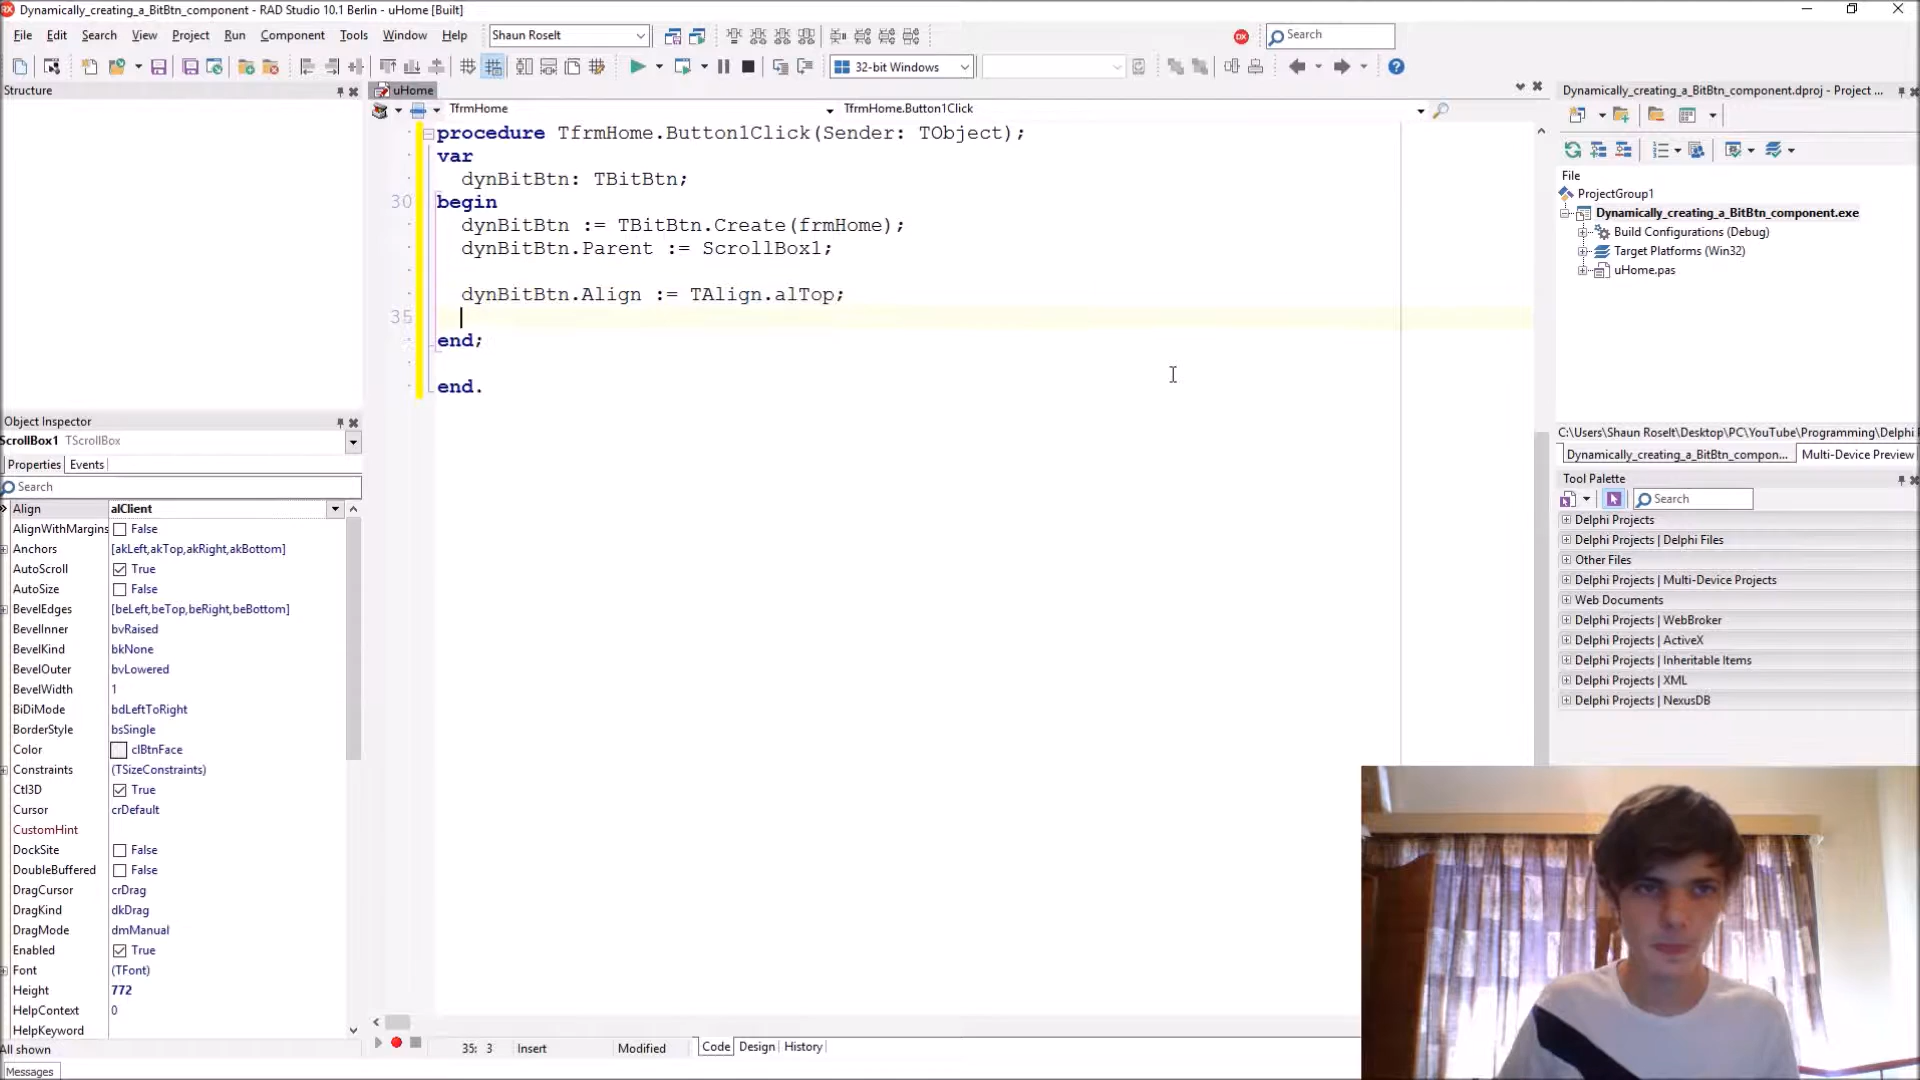 Dynamically_creating_a_BitBtn_component - RAD Studio 10.1 Berlin - uHome [Built]
File Edit Search View Project Run Component Tools Window Help Shaun Roselt Search
32-bit Windows
Structure
uHome
TfrmHome TfrmHome.Button1Click
procedure TfrmHome.Button1Click(Sender: TObject);
var
dynBitBtn: TBitBtn;
30 begin
dynBitBtn := TBitBtn.Create(frmHome);
dynBitBtn.Parent := ScrollBox1;
dynBitBtn.Align := TAlign.alTop;
35
end;
end.
Dynamically_creating_a_BitBtn_component.dproj - Project ...
File
ProjectGroup1
Dynamically_creating_a_BitBtn_component.exe
Build Configurations (Debug)
Target Platforms (Win32)
uHome.pas
C:\Users\Shaun Roselt\Desktop\PC\YouTube\Programming\Delphi
Dynamically_creating_a_BitBtn_compon... Multi-Device Preview
Tool Palette
Search
Delphi Projects
Delphi Projects | Delphi Files
Other Files
Delphi Projects | Multi-Device Projects
Web Documents
Delphi Projects | WebBroker
Delphi Projects | ActiveX
Delphi Projects | Inheritable Items
Delphi Projects | XML
Delphi Projects | NexusDB
Object Inspector
ScrollBox1 TScrollBox
Properties Events
Search
Align alClient
AlignWithMargins False
Anchors [akLeft,akTop,akRight,akBottom]
AutoScroll True
AutoSize False
BevelEdges [beLeft,beTop,beRight,beBottom]
BevelInner bvRaised
BevelKind bkNone
BevelOuter bvLowered
BevelWidth 1
BiDiMode bdLeftToRight
BorderStyle bsSingle
Color clBtnFace
Constraints (TSizeConstraints)
Ctl3D True
Cursor crDefault
CustomHint
DockSite False
DoubleBuffered False
DragCursor crDrag
DragKind dkDrag
DragMode dmManual
Enabled True
Font (TFont)
Height 772
HelpContext 0
HelpKeyword
All shown
35: 3 Insert Modified Code Design History
Messages